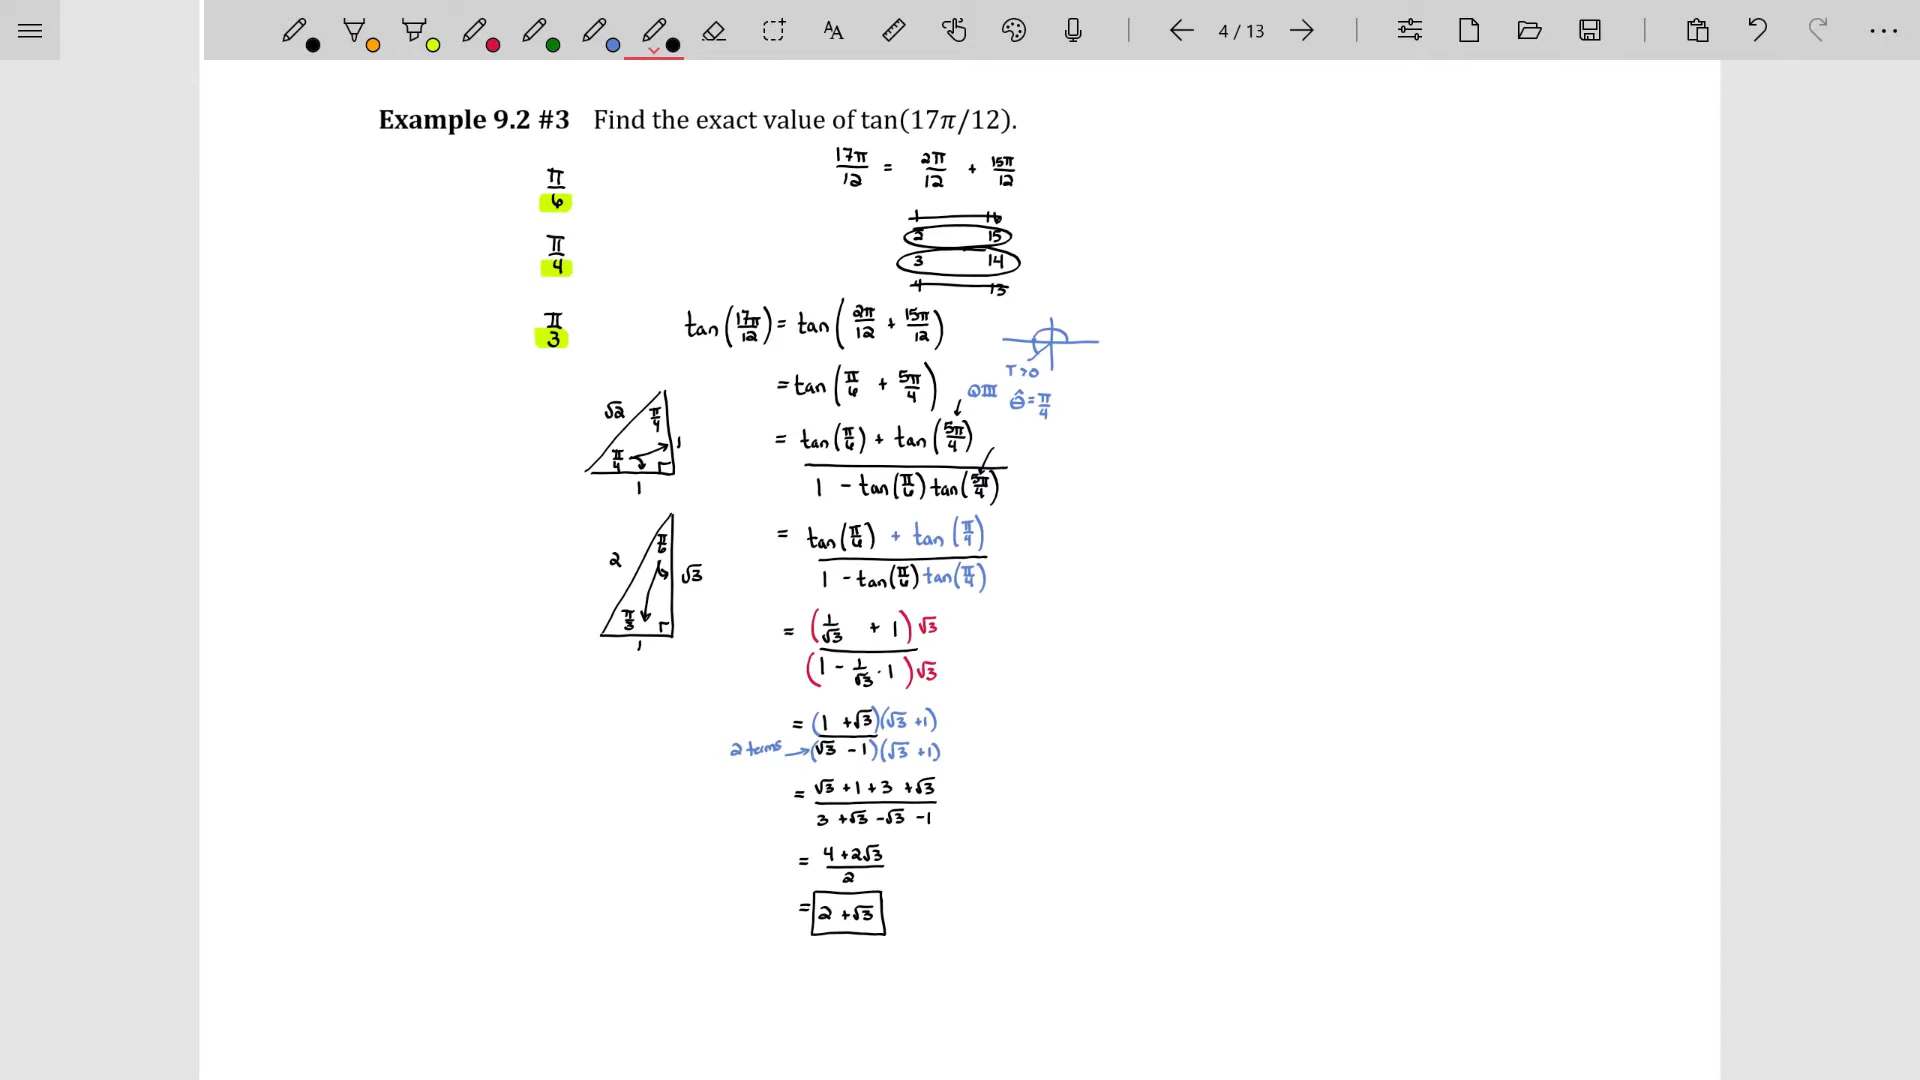 4 / 13
Example 9.2 #3 Find the exact value of tan(17π/12).
17π/12 = 2π/12 + 15π/12
π/6
1 16
2 15
π/4
3 14
4 13
π/3
tan(17π/12) = tan(2π/12 + 15π/12)
T>0
= tan(π/6 + 5π/4)
QIII θ̂ = π/4
√2 π/4 π/4 1 1
= (tan(π/6) + tan(5π/4)) / (1 - tan(π/6) tan(5π/4))
= (tan(π/6) + tan(π/4)) / (1 - tan(π/6) tan(π/4))
2 π/6 √3 π/3 1
= (1/√3 + 1)√3 / (1 - 1/√3 · 1)√3
= (1 + √3)(√3 + 1) / (√3 - 1)(√3 + 1)
2 terms →
= √3 + 1 + 3 + √3 / 3 + √3 - √3 - 1
= 4 + 2√3 / 2
= 2 + √3